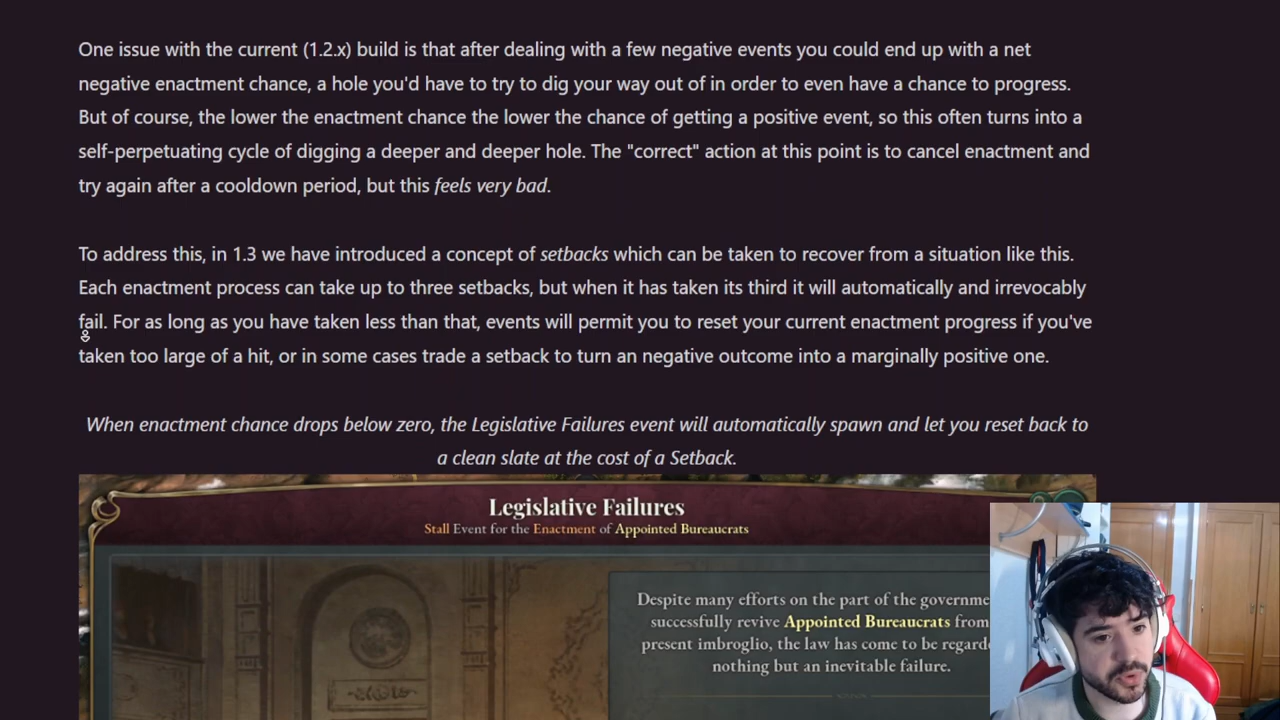 One issue with the current (1.2.x) build is that after dealing with a few negative events you could end up with a net
negative enactment chance, a hole you'd have to try to dig your way out of in order to even have a chance to progress.
But of course, the lower the enactment chance the lower the chance of getting a positive event, so this often turns into a
self-perpetuating cycle of digging a deeper and deeper hole. The "correct" action at this point is to cancel enactment and
try again after a cooldown period, but this feels very bad.
To address this, in 1.3 we have introduced a concept of setbacks which can be taken to recover from a situation like this.
Each enactment process can take up to three setbacks, but when it has taken its third it will automatically and irrevocably
fail. For as long as you have taken less than that, events will permit you to reset your current enactment progress if you've
taken too large of a hit, or in some cases trade a setback to turn an negative outcome into a marginally positive one.
When enactment chance drops below zero, the Legislative Failures event will automatically spawn and let you reset back to
a clean slate at the cost of a Setback.
Legislative Failures
Stall Event for the Enactment of Appointed Bureaucrats
Despite many efforts on the part of the governme
successfully revive Appointed Bureaucrats from
present imbroglio, the law has come to be regard
nothing but an inevitable failure.